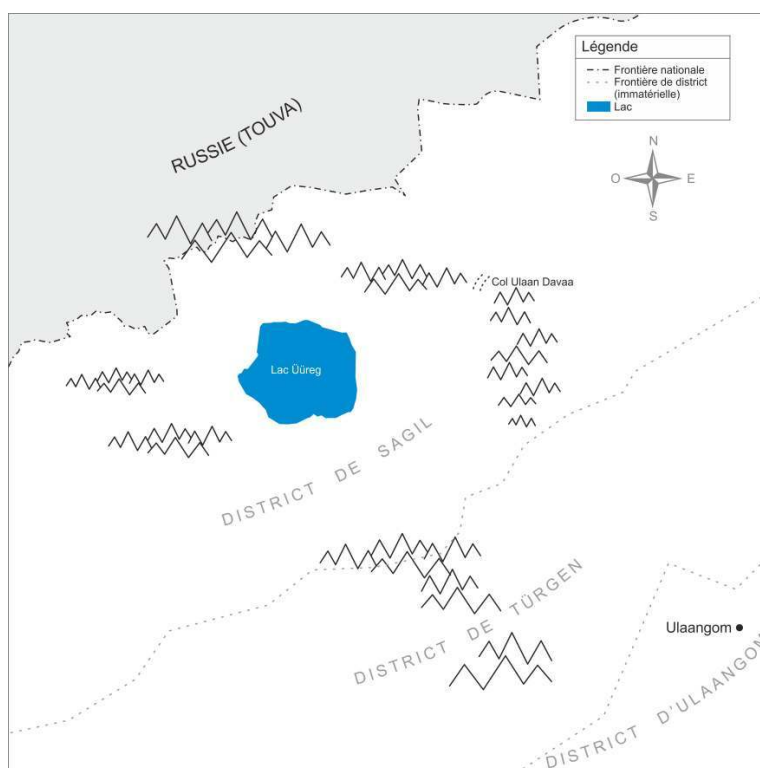 Légende
Frontière nationale
Frontière de district
(immatérielle)
Lac
RUSSIE (TOUVA)
N
O
E
S
Col Ulaan Davaa
Lac Üüreg
DISTRICT DE SAGIL
DISTRICT DE TÜRGEN
Ulaangom
DISTRICT D'ULAANGOM